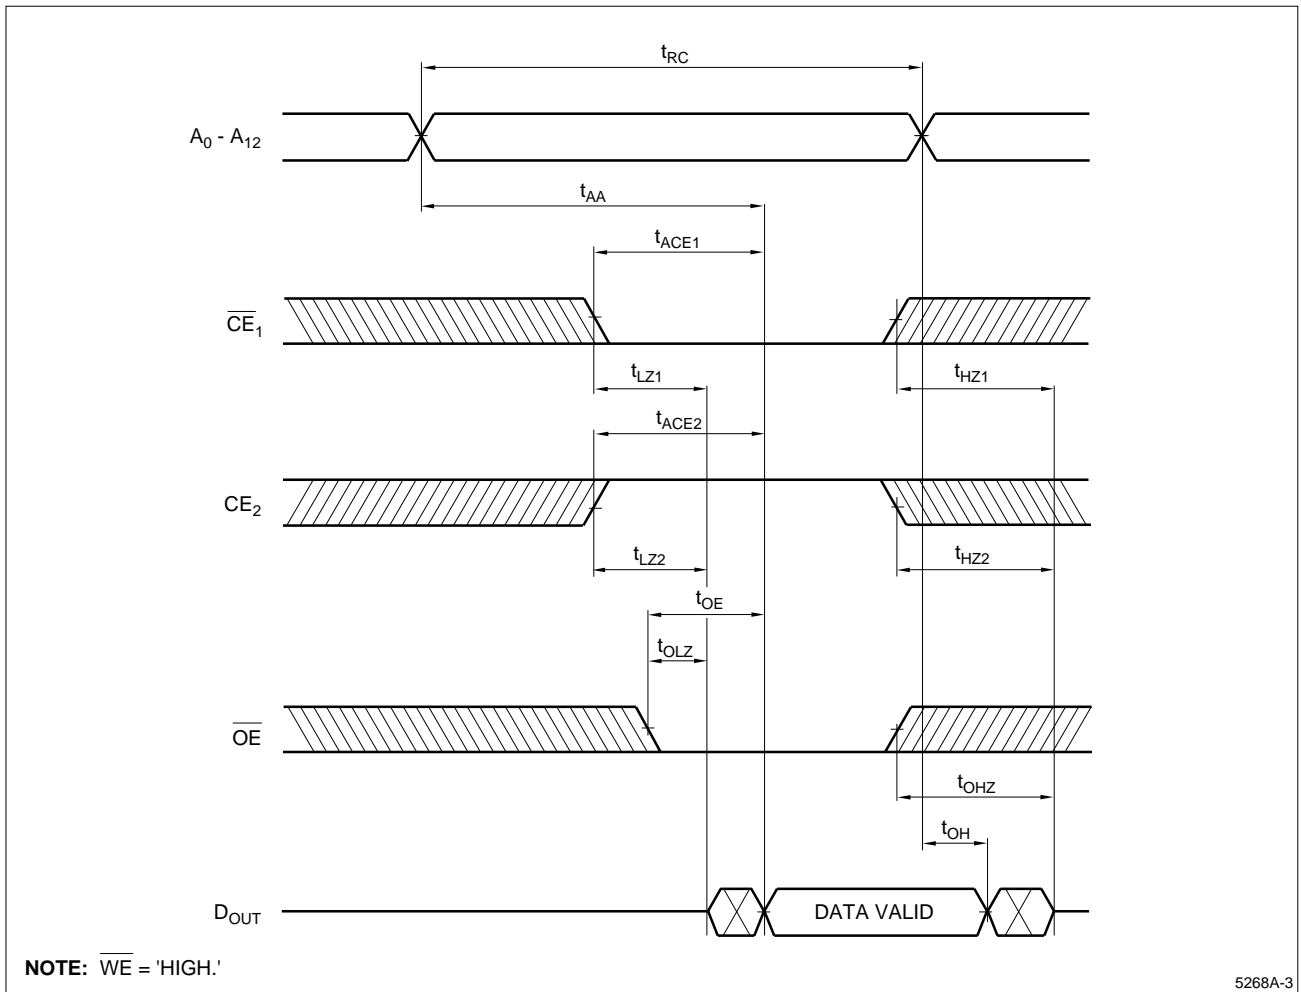 tRC
A0 - A12
tAA
tACE1
CE1
tLZ1
tHZ1
tACE2
CE2
tLZ2
tHZ2
tOE
tOLZ
OE
tOHZ
tOH
DOUT
DATA VALID
NOTE: WE = 'HIGH.'
5268A-3